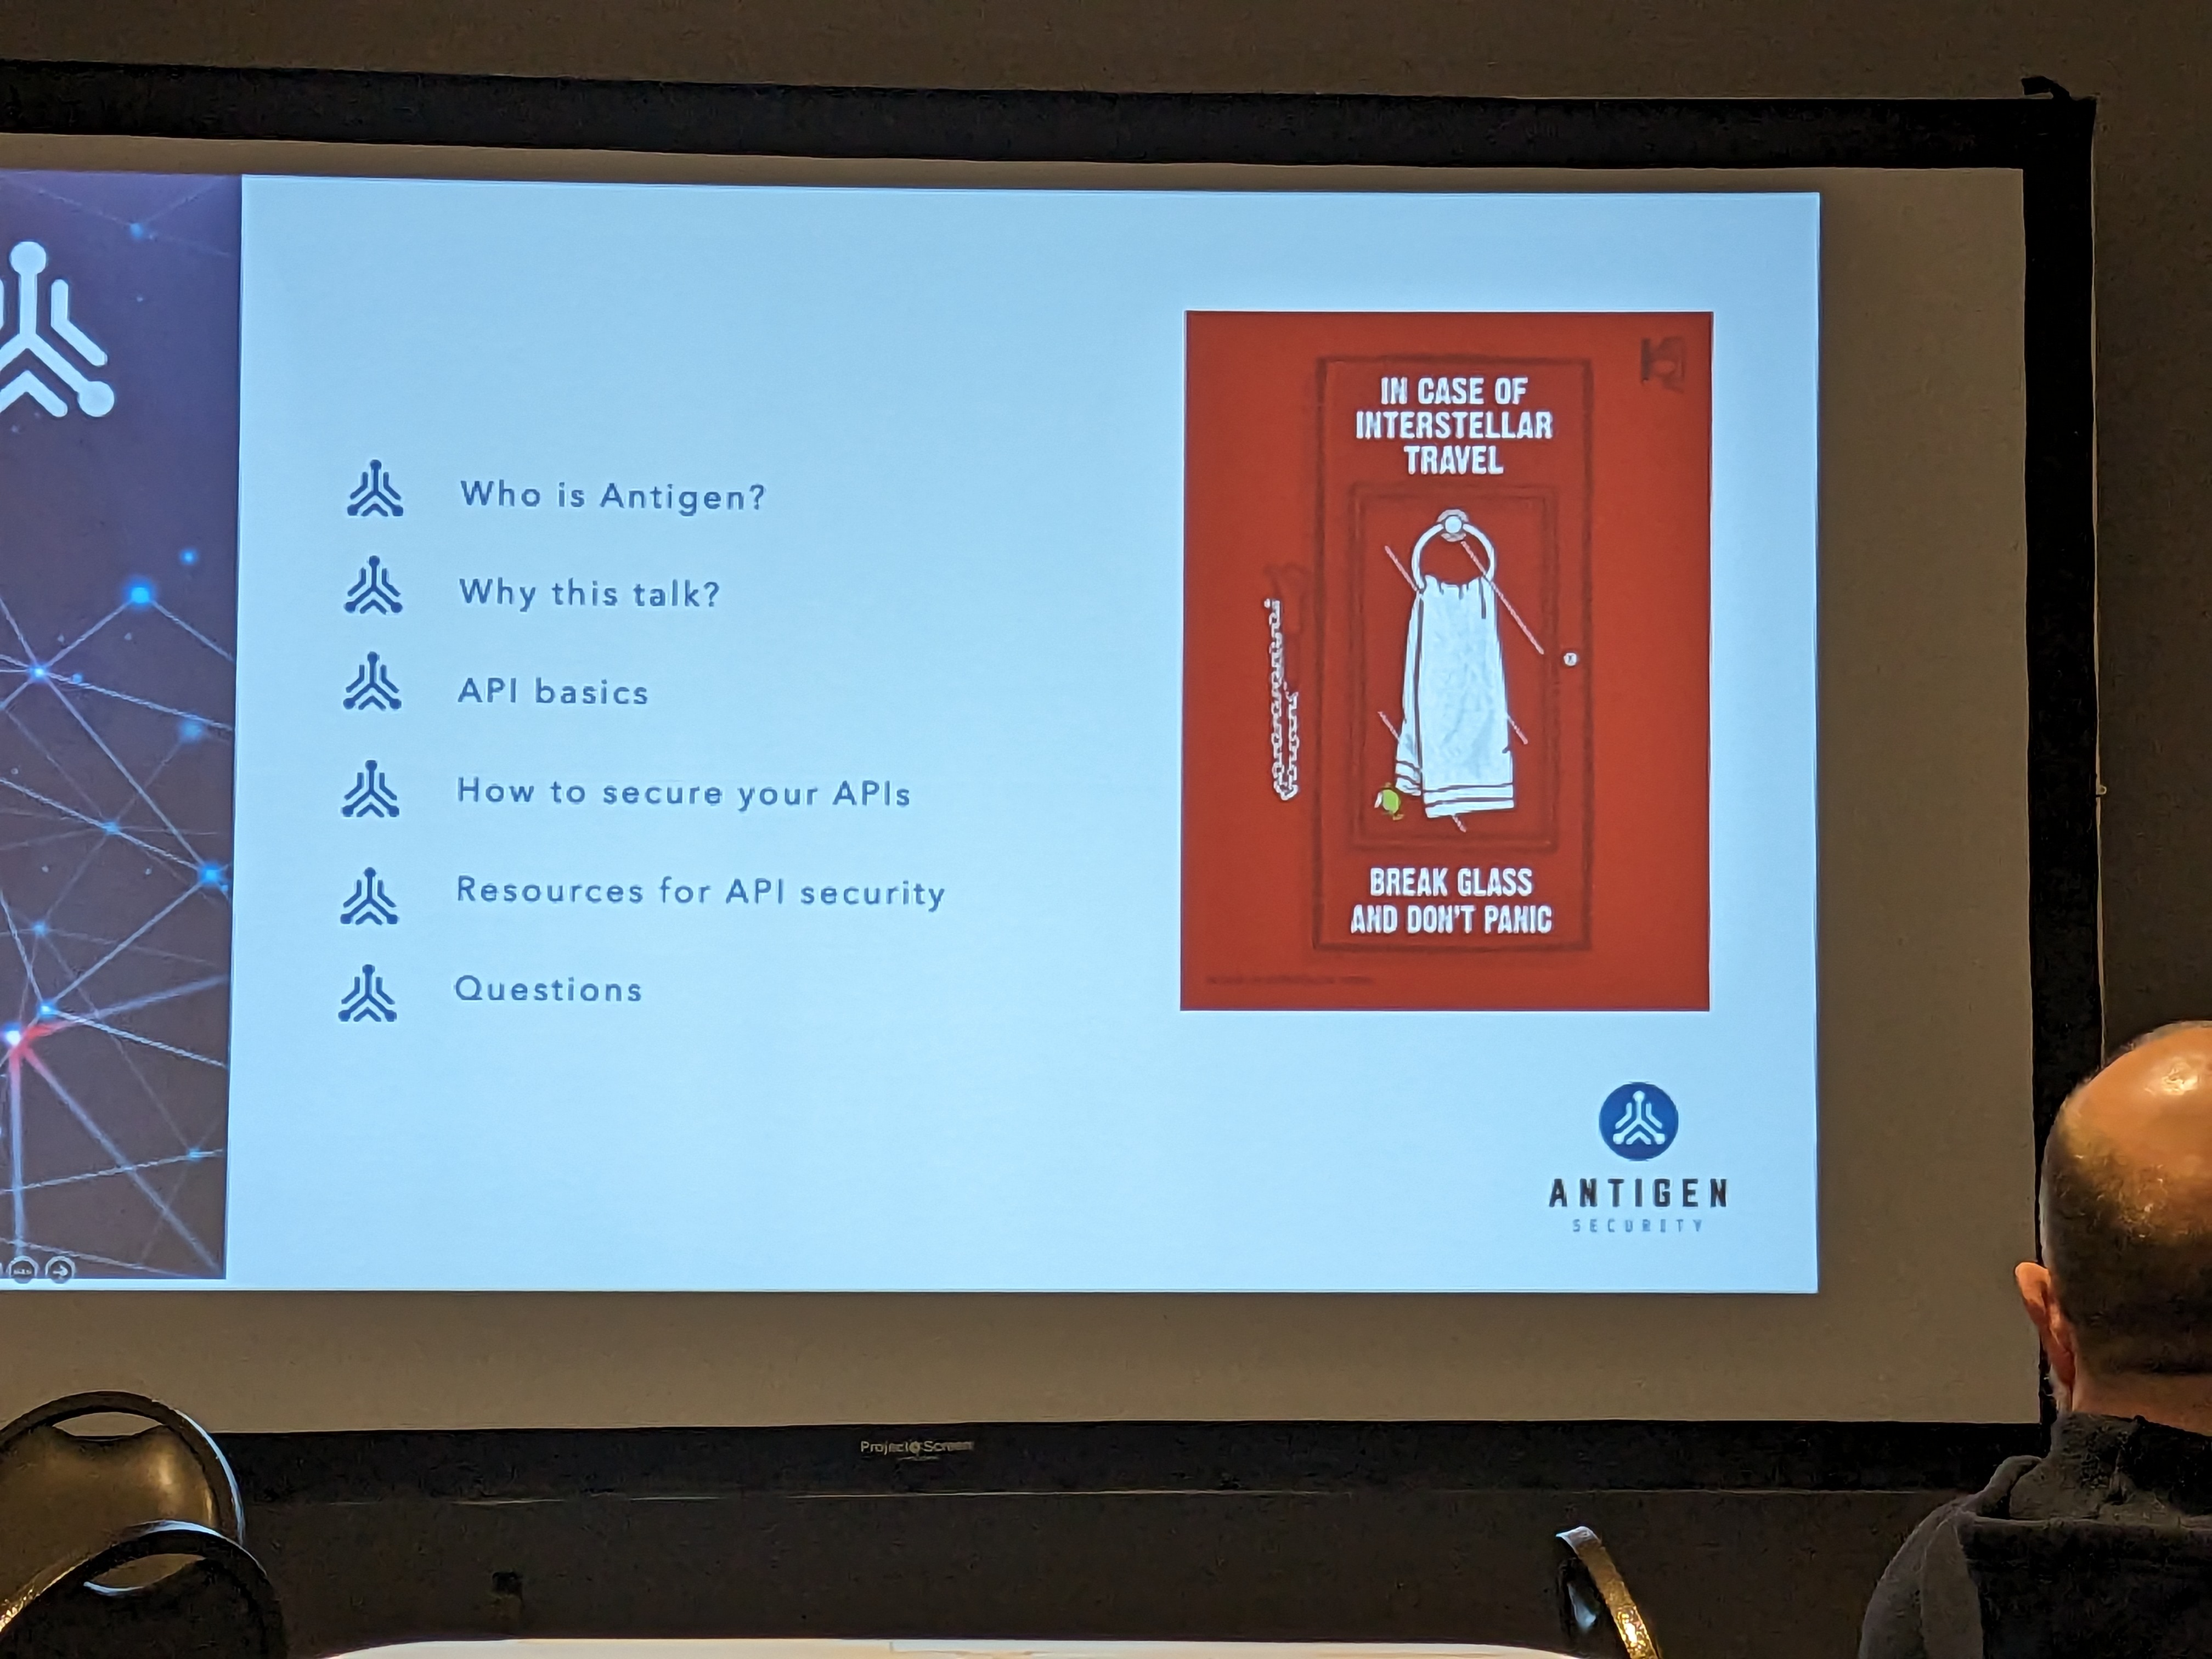 Who is Antigen?
Why this talk?
API basics
How to secure your APIs
Resources for API security
Questions
IN CASE OF
INTERSTELLAR
TRAVEL
BREAK GLASS
AND DON'T PANIC
ANTIGEN
SECURITY
Project Screen